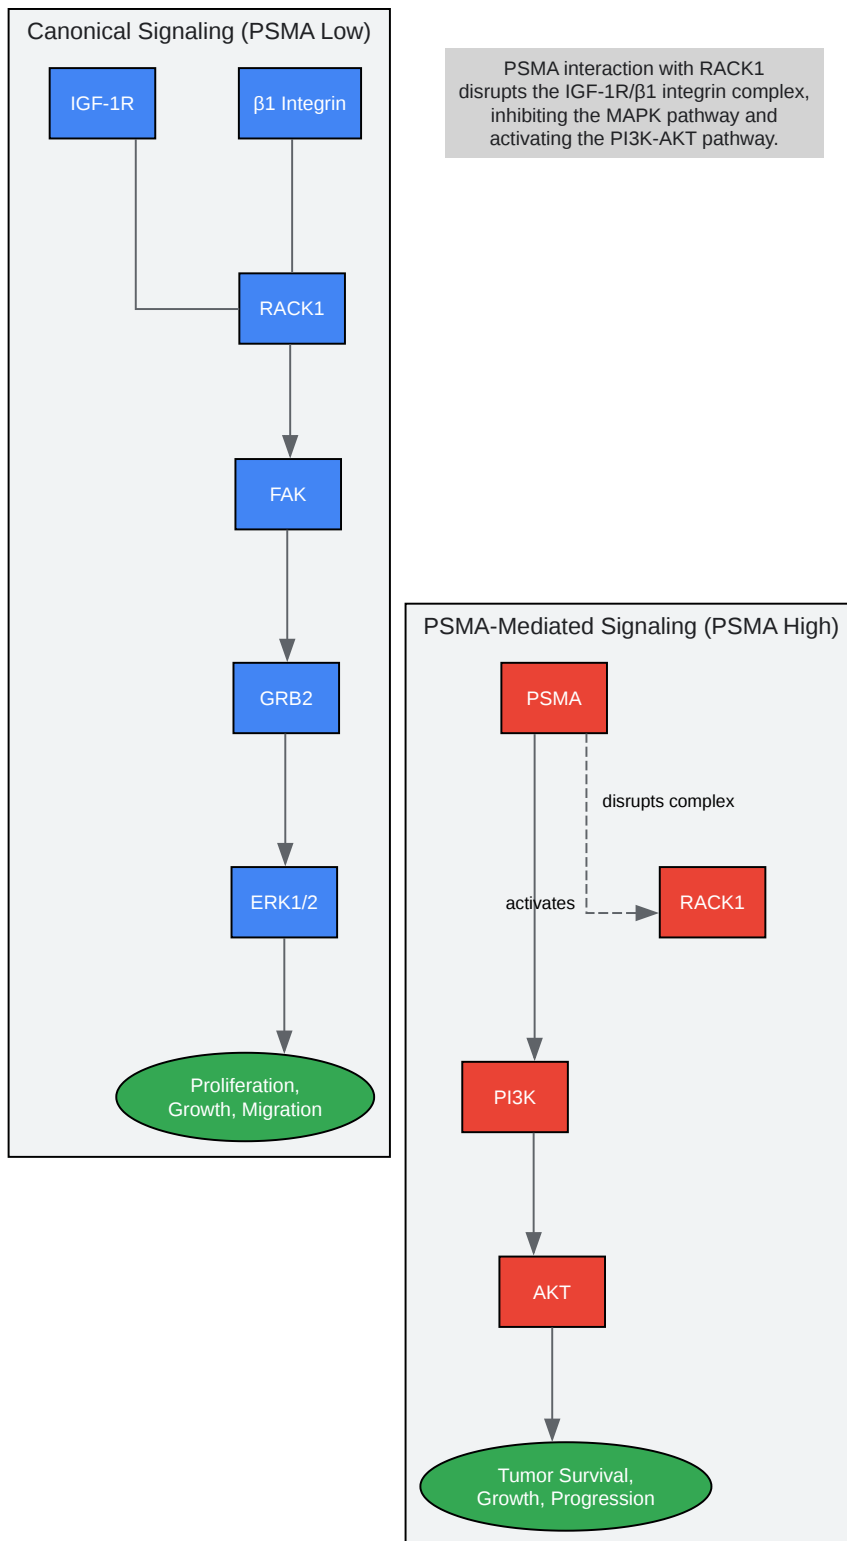 Canonical Signaling (PSMA Low)
IGF-1R
β1 Integrin
RACK1
FAK
GRB2
ERK1/2
Proliferation,
Growth, Migration
PSMA interaction with RACK1
disrupts the IGF-1R/β1 integrin complex,
inhibiting the MAPK pathway and
activating the PI3K-AKT pathway.
PSMA-Mediated Signaling (PSMA High)
PSMA
disrupts complex
activates
RACK1
PI3K
AKT
Tumor Survival,
Growth, Progression